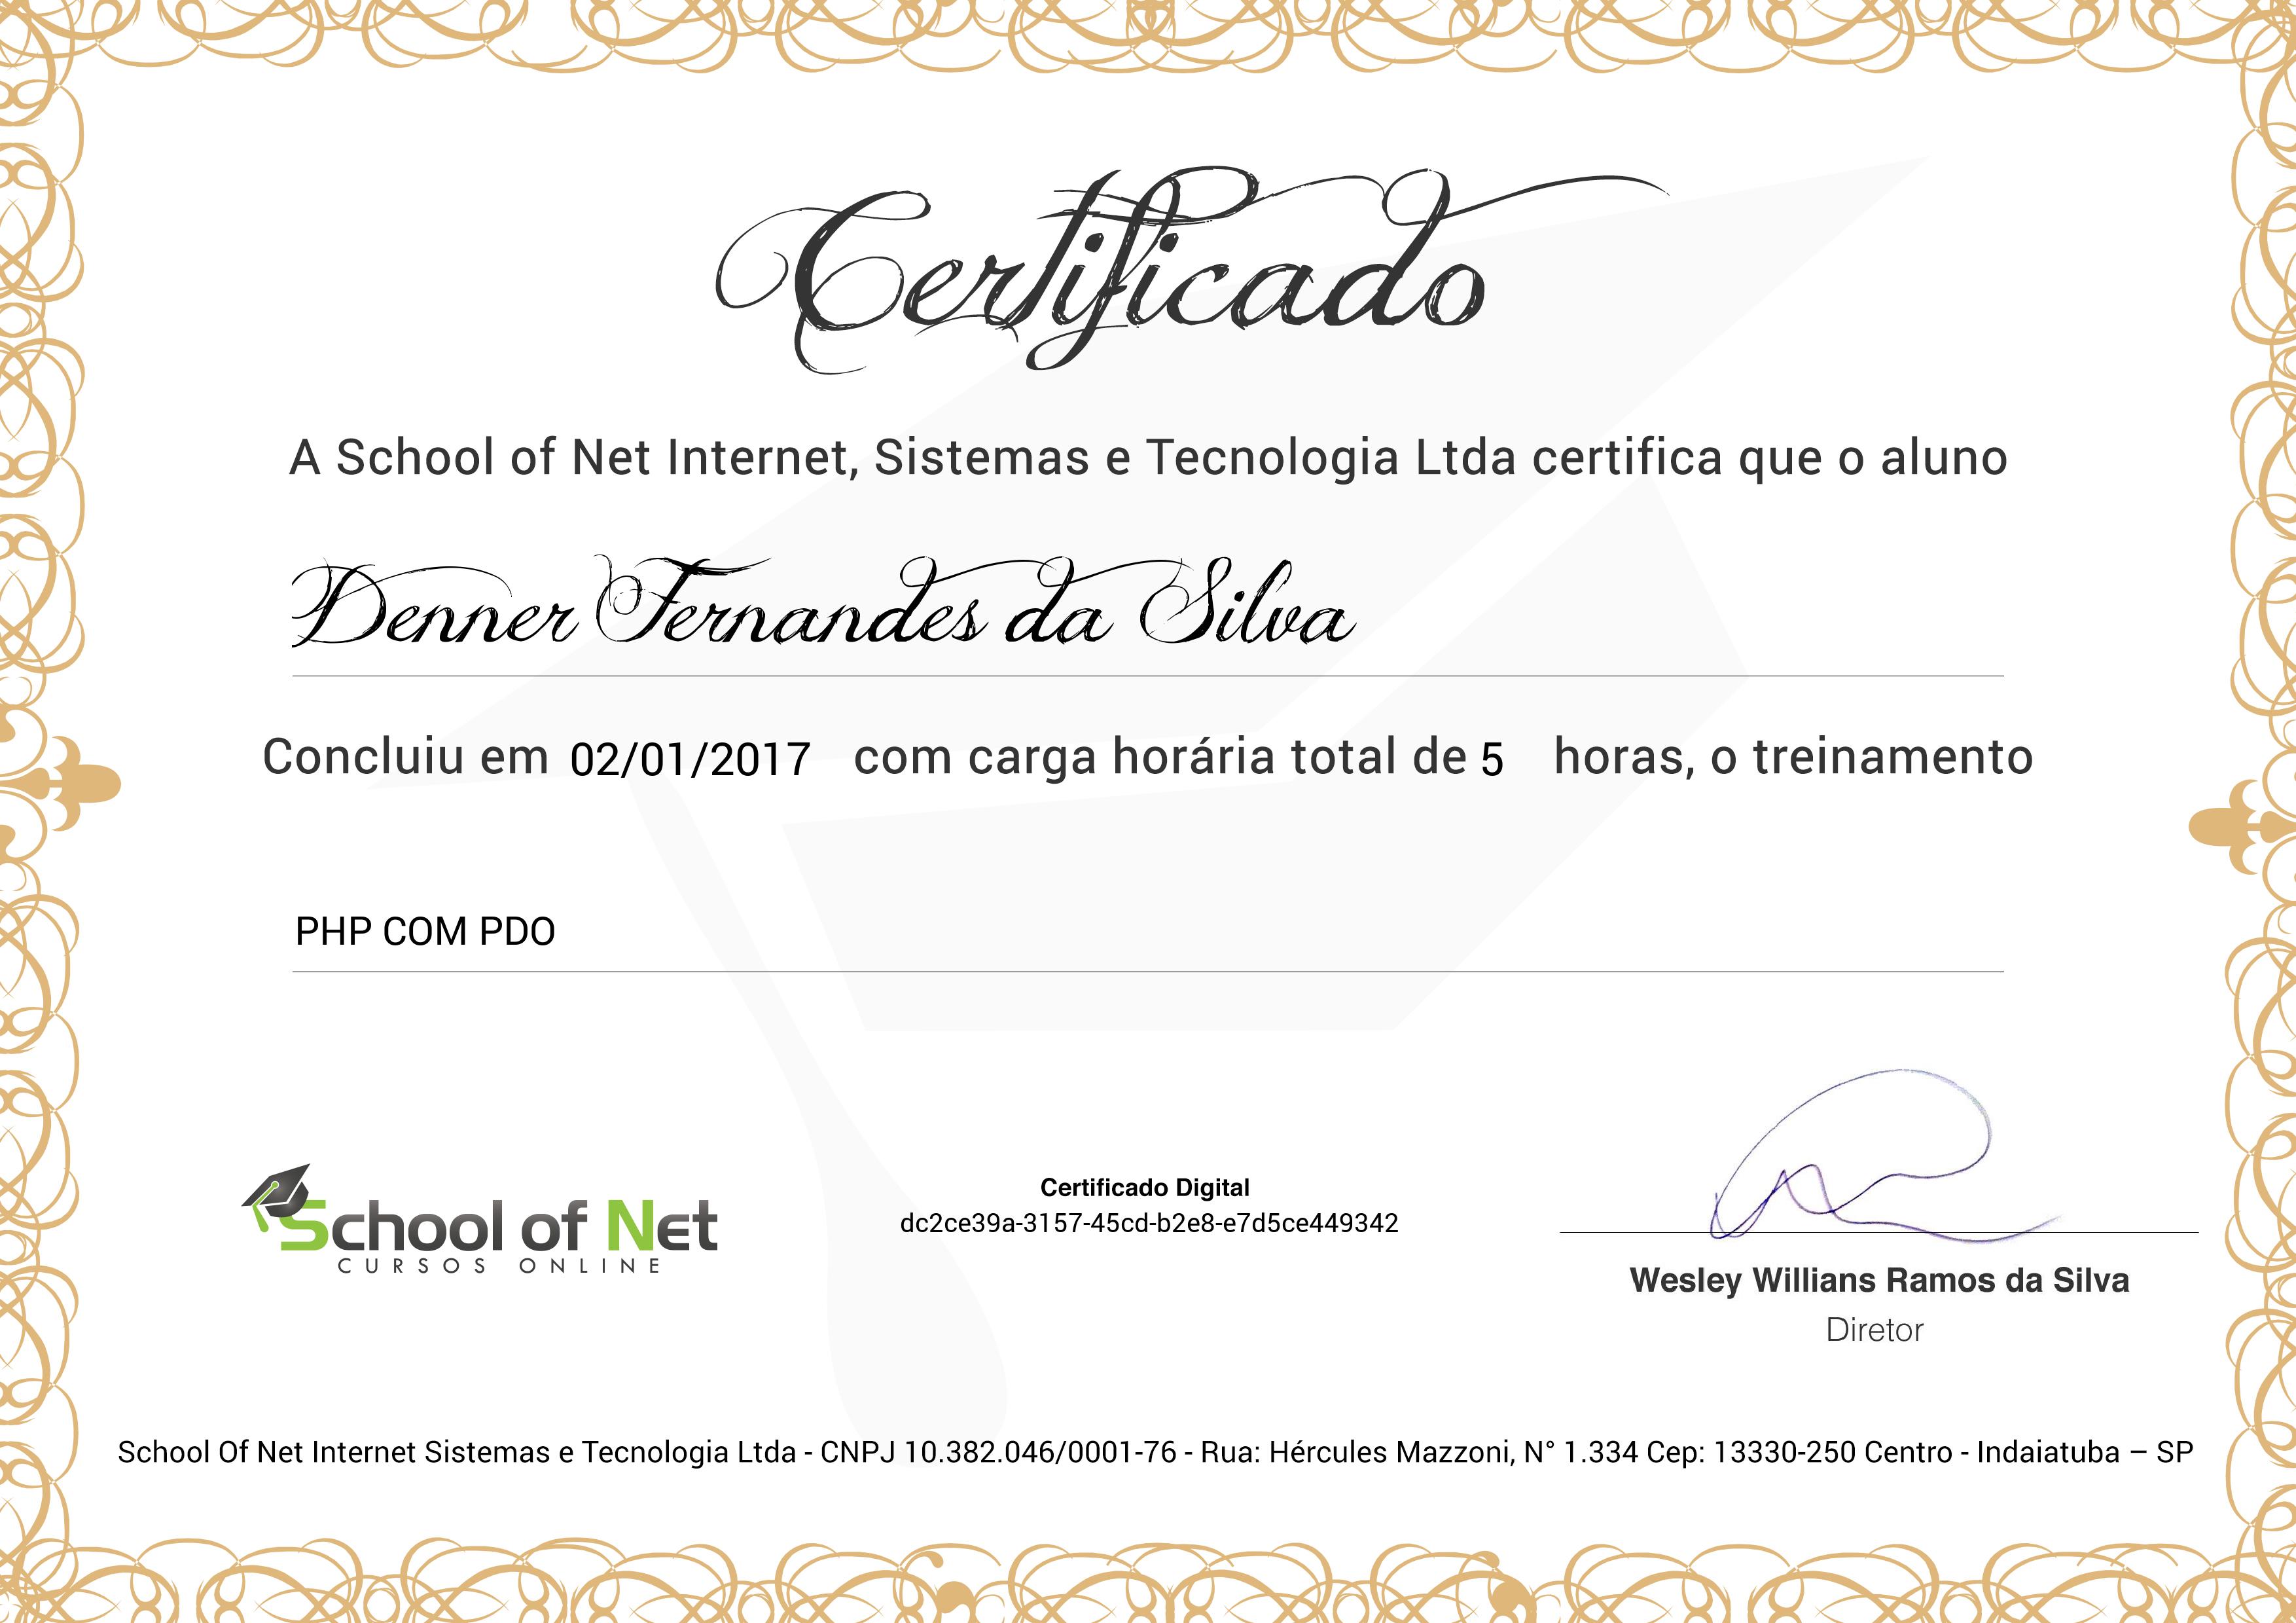 Certificado
A School of Net Internet, Sistemas e Tecnologia Ltda certifica que o aluno
Denner Fernandes da Silva
Concluiu em 02/01/2017 com carga horária total de 5 horas, o treinamento
PHP COM PDO
School of Net
CURSOS ONLINE
Certificado Digital
dc2ce39a-3157-45cd-b2e8-e7d5ce449342
Wesley Willians Ramos da Silva
Diretor
School Of Net Internet Sistemas e Tecnologia Ltda - CNPJ 10.382.046/0001-76 - Rua: Hércules Mazzoni, N° 1.334 Cep: 13330-250 Centro - Indaiatuba – SP